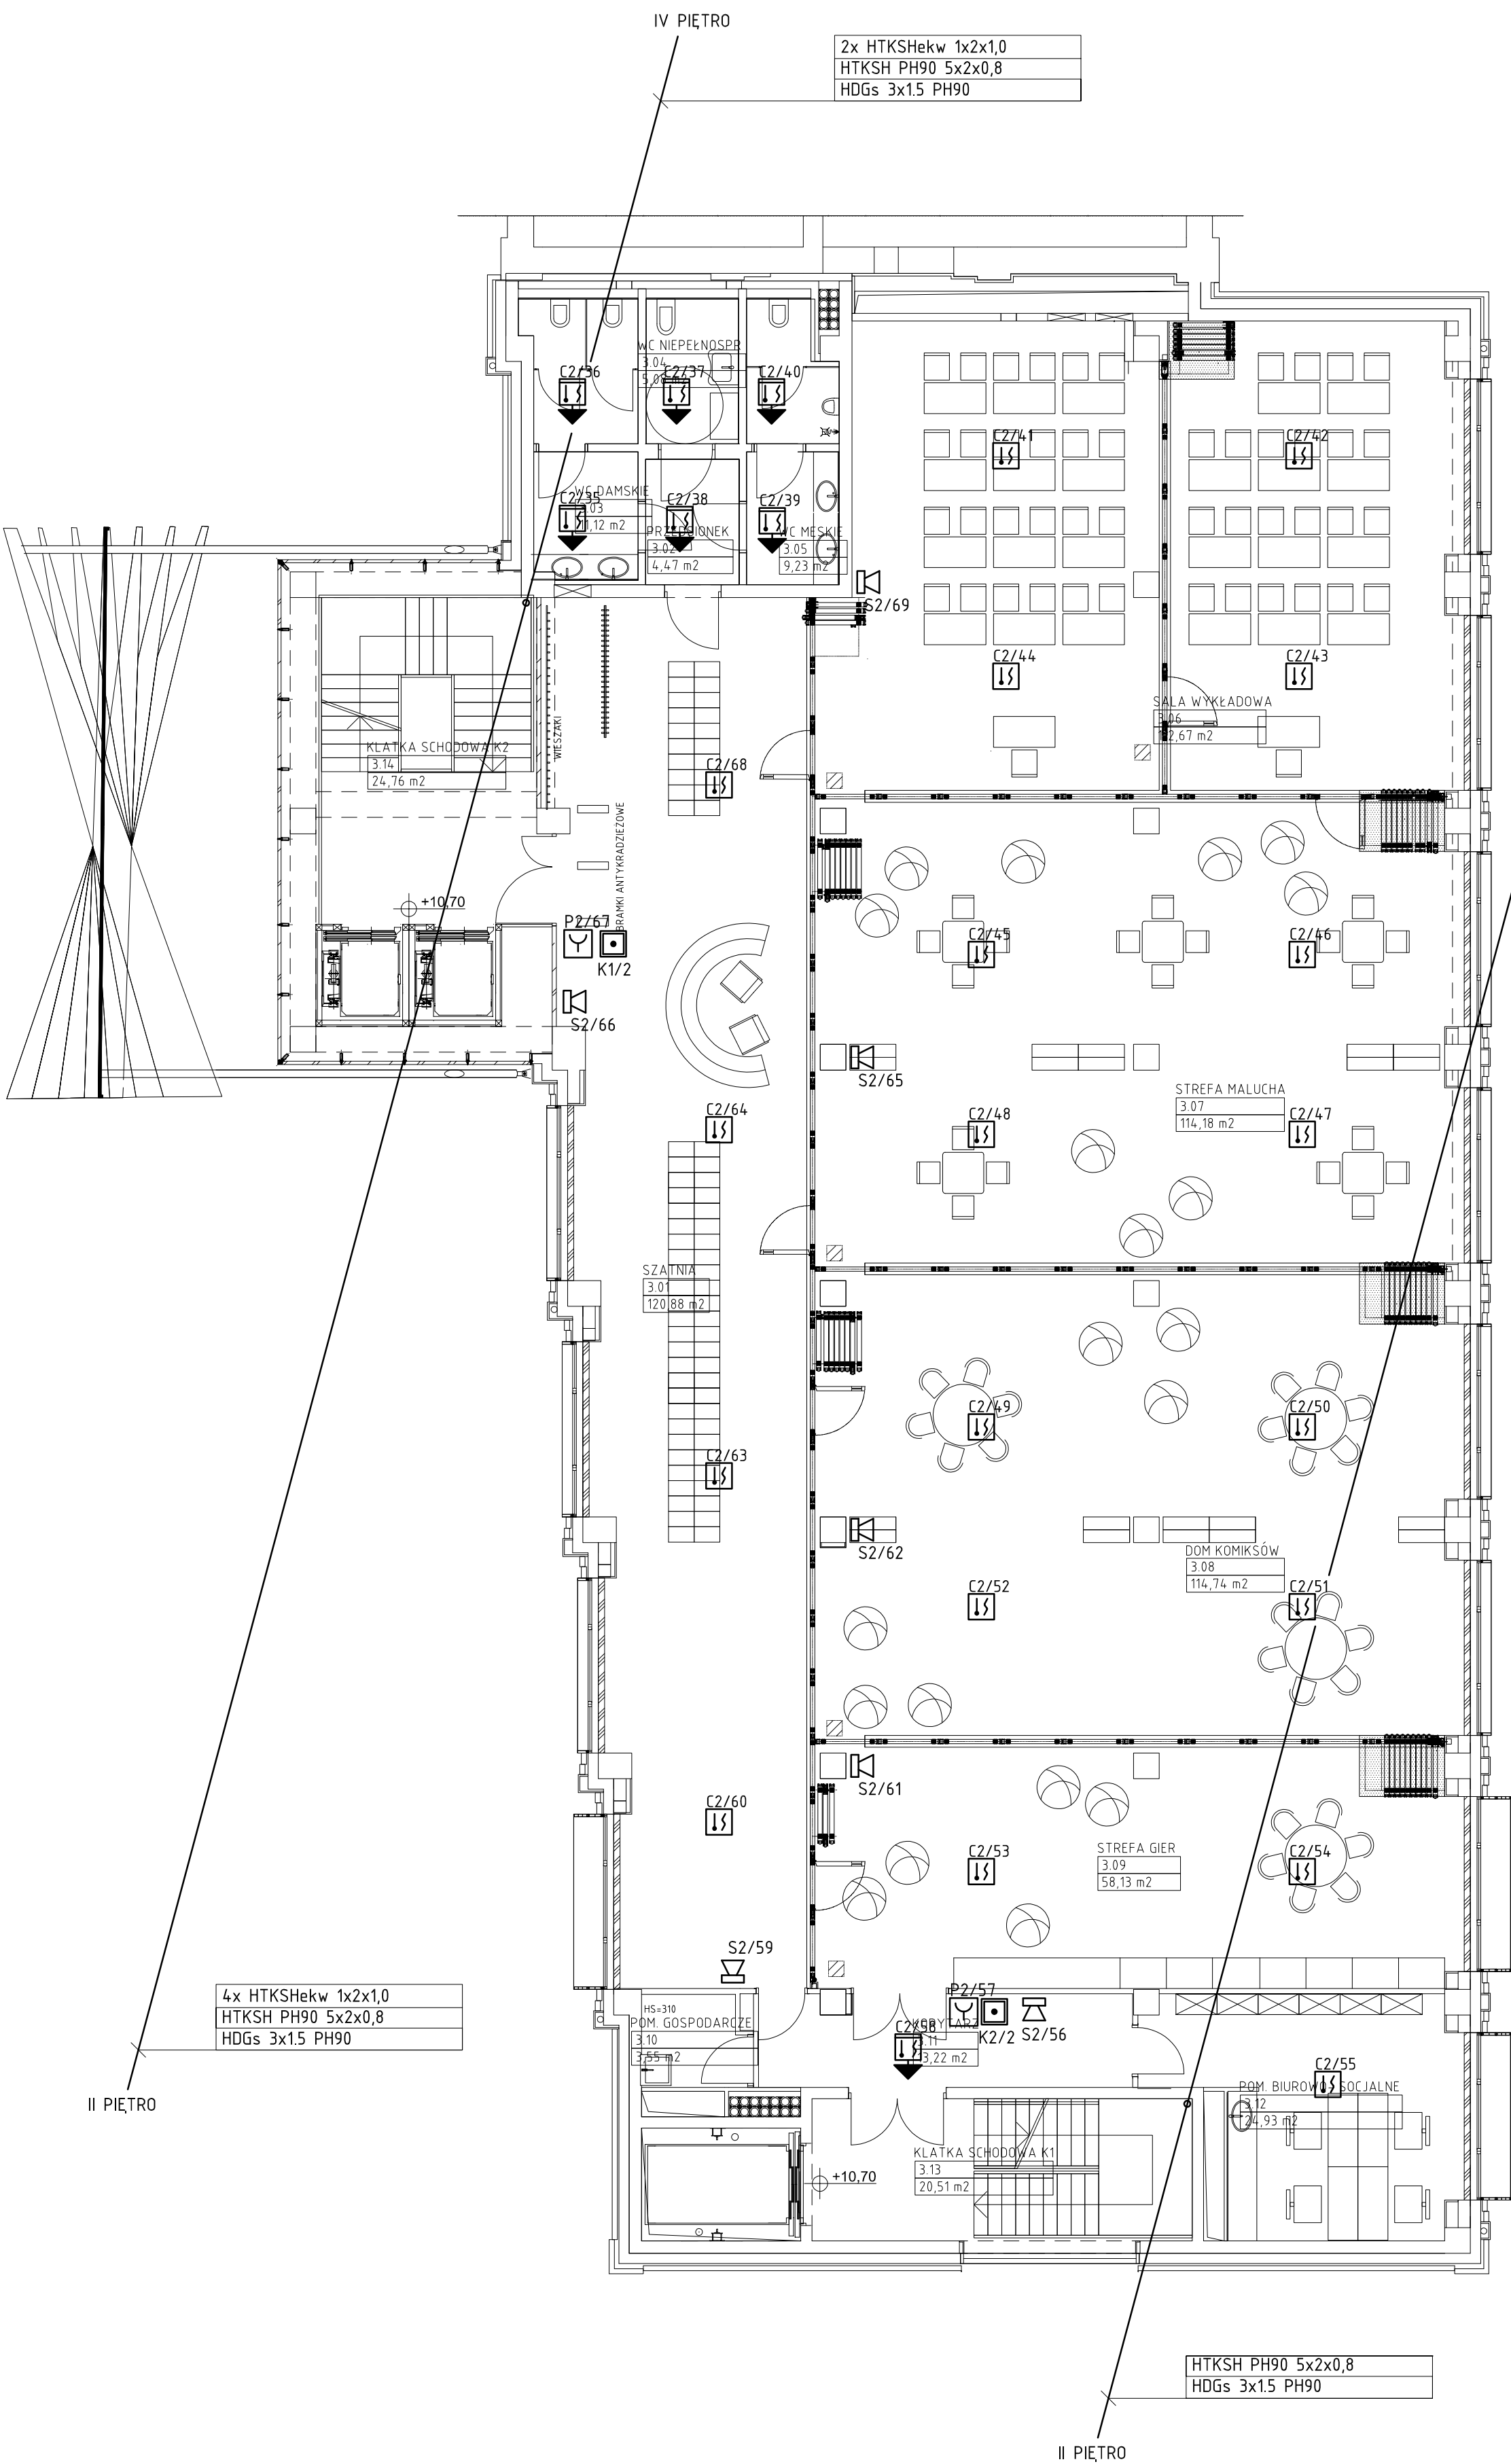 IV PIĘTRO
2x HTKSHekw 1x2x1,0
HTKSH PH90 5x2x0,8
HDGs 3x1.5 PH90
WC NIEPEŁNOSPR
3.04
C2/36
C2/37
C2/40
C2/41
C2/42
WC DAMSKIE
11,12 m2
C2/35
C2/38
C2/39
PRZEDSIONEK
3.02
4,47 m2
WC MĘSKIE
3.05
9,23 m2
S2/69
C2/44
C2/43
SALA WYKŁADOWA
3.06
WIESZAKI
KLATKA SCHODOWA K2
3.14
24,76 m2
C2/68
BRAMKI ANTYKRADZIEŻOWE
+10,70
P2/67
K1/2
C2/45
C2/46
S2/66
S2/65
STREFA MALUCHA
3.07
114,18 m2
C2/64
C2/48
C2/47
SZATNIA
3.01
120,88 m2
C2/49
C2/50
C2/63
S2/62
DOM KOMIKSÓW
3.08
114,74 m2
C2/52
C2/51
S2/61
C2/60
STREFA GIER
3.09
58,13 m2
C2/53
C2/54
S2/59
4x HTKSHekw 1x2x1,0
HTKSH PH90 5x2x0,8
HDGs 3x1.5 PH90
II PIĘTRO
HS=310
POM. GOSPODARCZE
3.10
3,55 m2
P2/57
K2/2
S2/56
C2/58
KORYTARZ
3.11
C2/55
POM. BIUROWO-SOCJALNE
3.12
24,93 m2
KLATKA SCHODOWA K1
3.13
20,51 m2
+10,70
HTKSH PH90 5x2x0,8
HDGs 3x1.5 PH90
II PIĘTRO